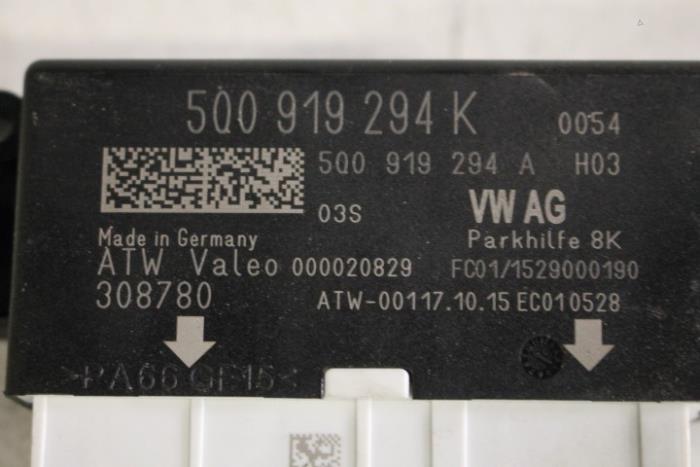 5Q0 919 294 K 0054
5Q0 919 294 A H03
03S VW AG
Made in Germany Parkhilfe 8K
ATW Valeo 000020829 FC01/1529000190
308780 ATW-00117.10.15 EC010528
>PA66 GF15<